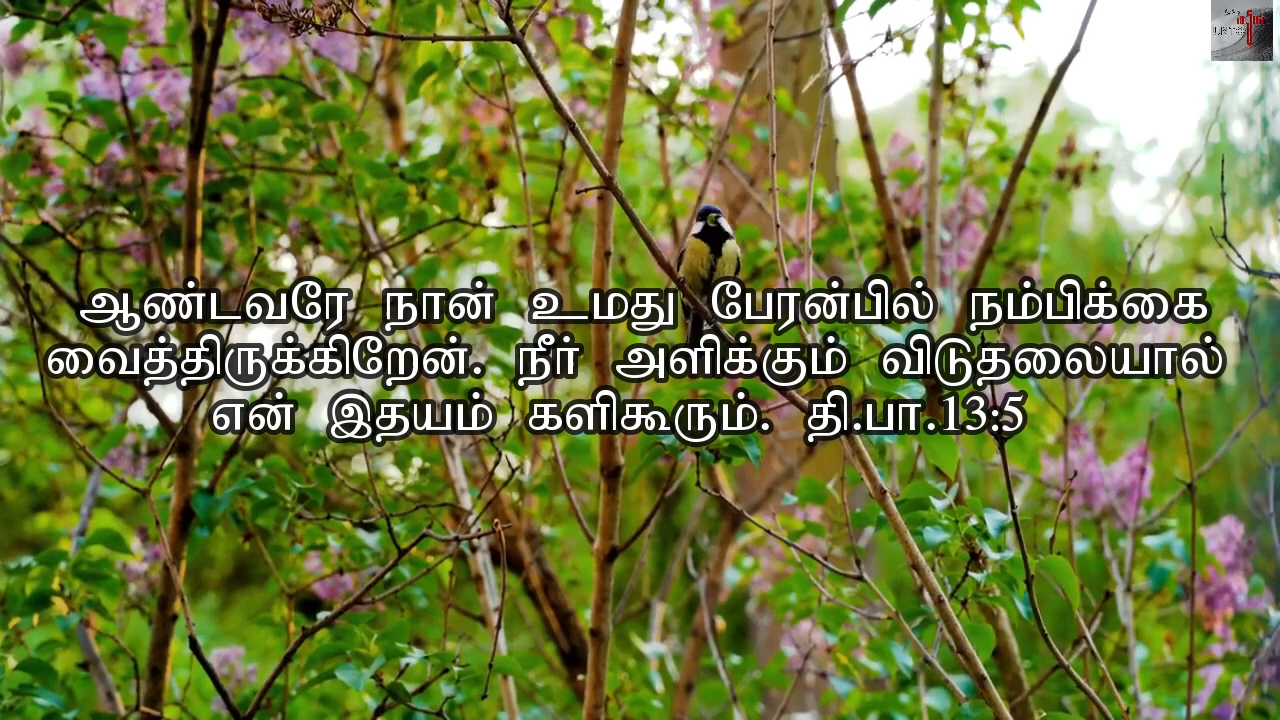 ஆண்டவரே நான் உமது பேரன்பில் நம்பிக்கை
வைத்திருக்கிறேன். நீர் அளிக்கும் விடுதலையால்
என் இதயம் களிகூரும். தி.பா.13:5